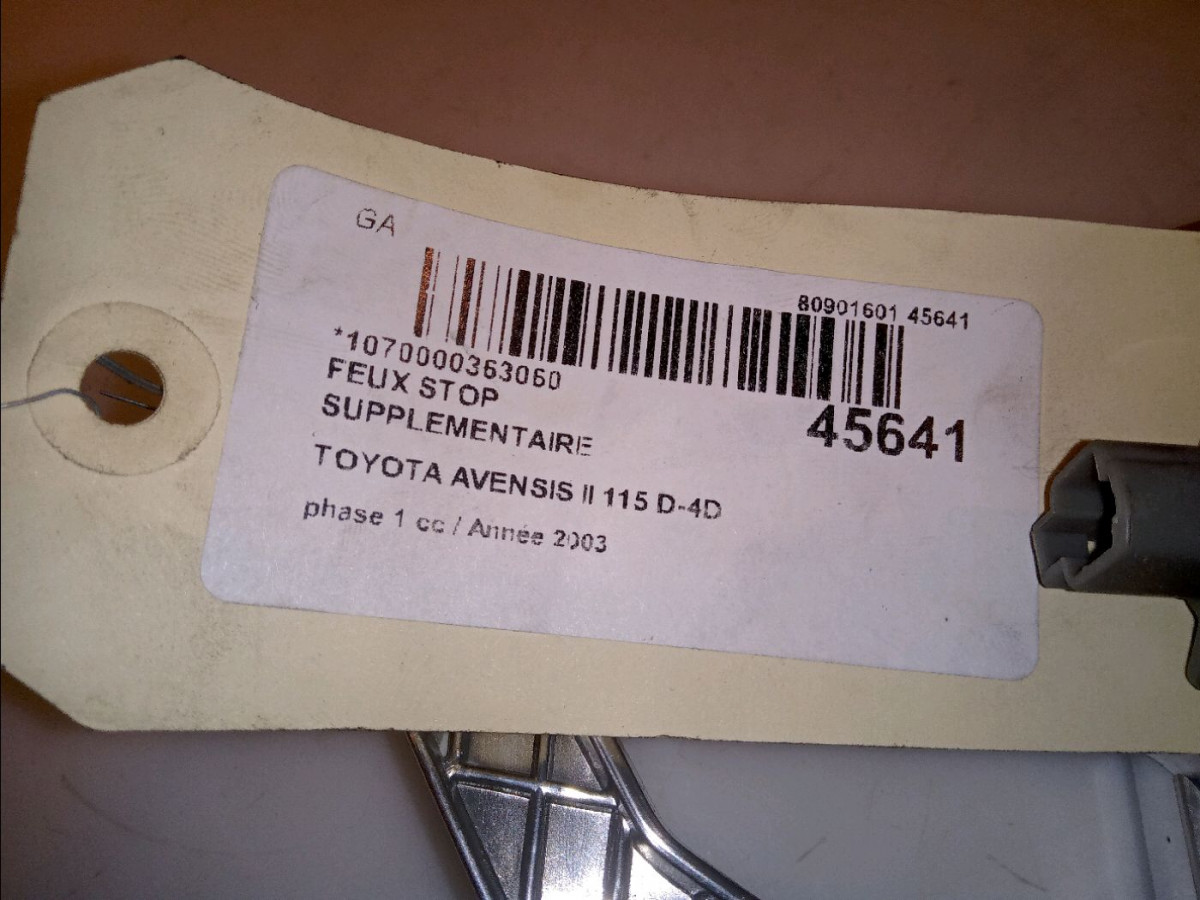 GA
80901601 45641
*1070000363060
45641
FEUX STOP
SUPPLEMENTAIRE
TOYOTA AVENSIS II 115 D-4D
phase 1 cc / Année 2003